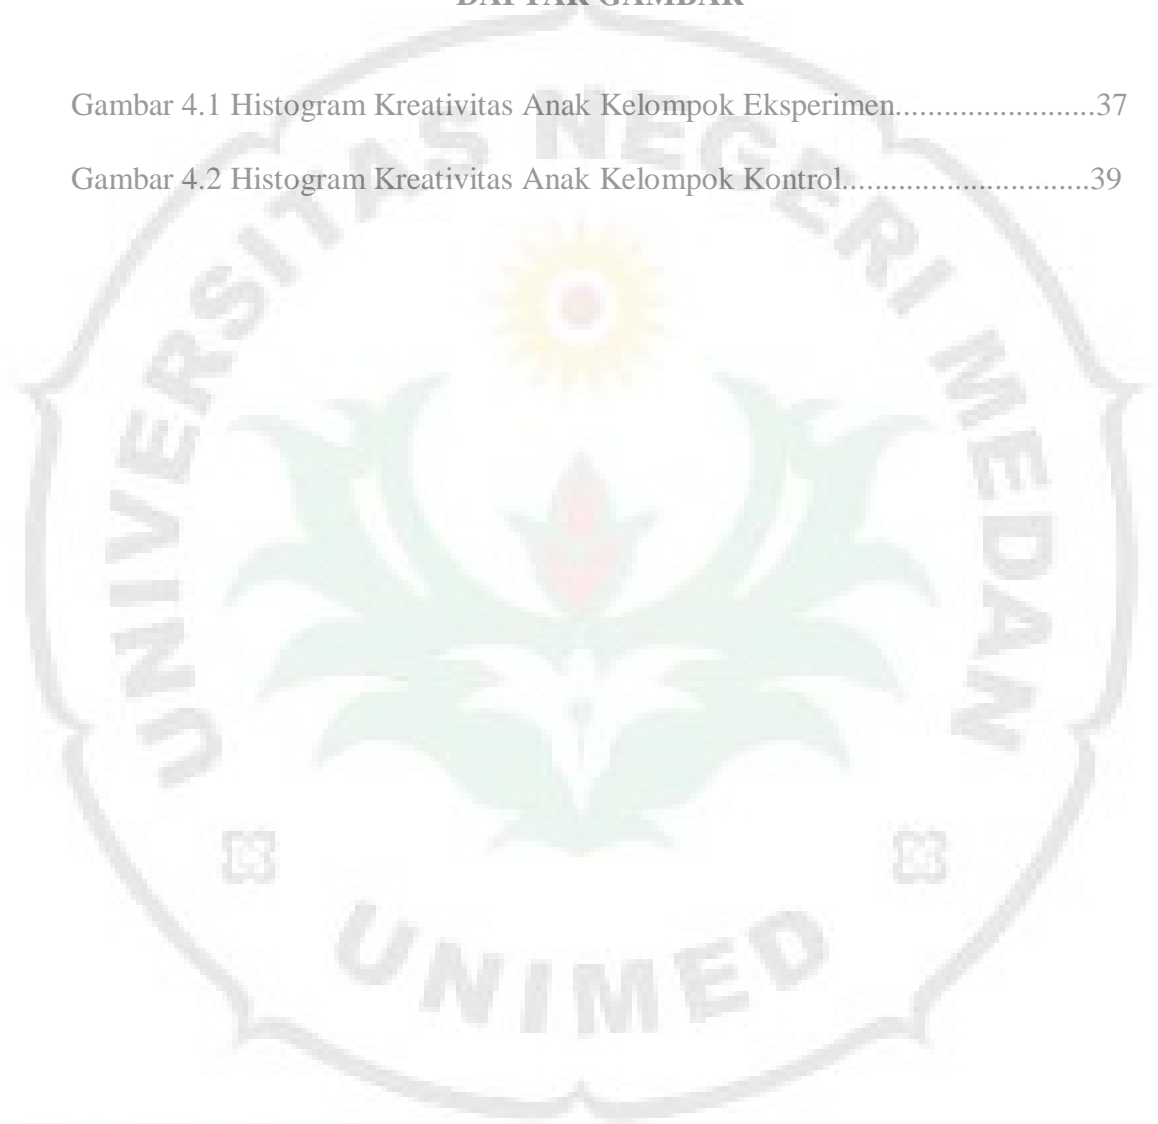 DAFTAR GAMBAR
Gambar 4.1 Histogram Kreativitas Anak Kelompok Eksperimen........................37
Gambar 4.2 Histogram Kreativitas Anak Kelompok Kontrol..............................39
UNIVERSITAS NEGERI MEDAN
UNIMED